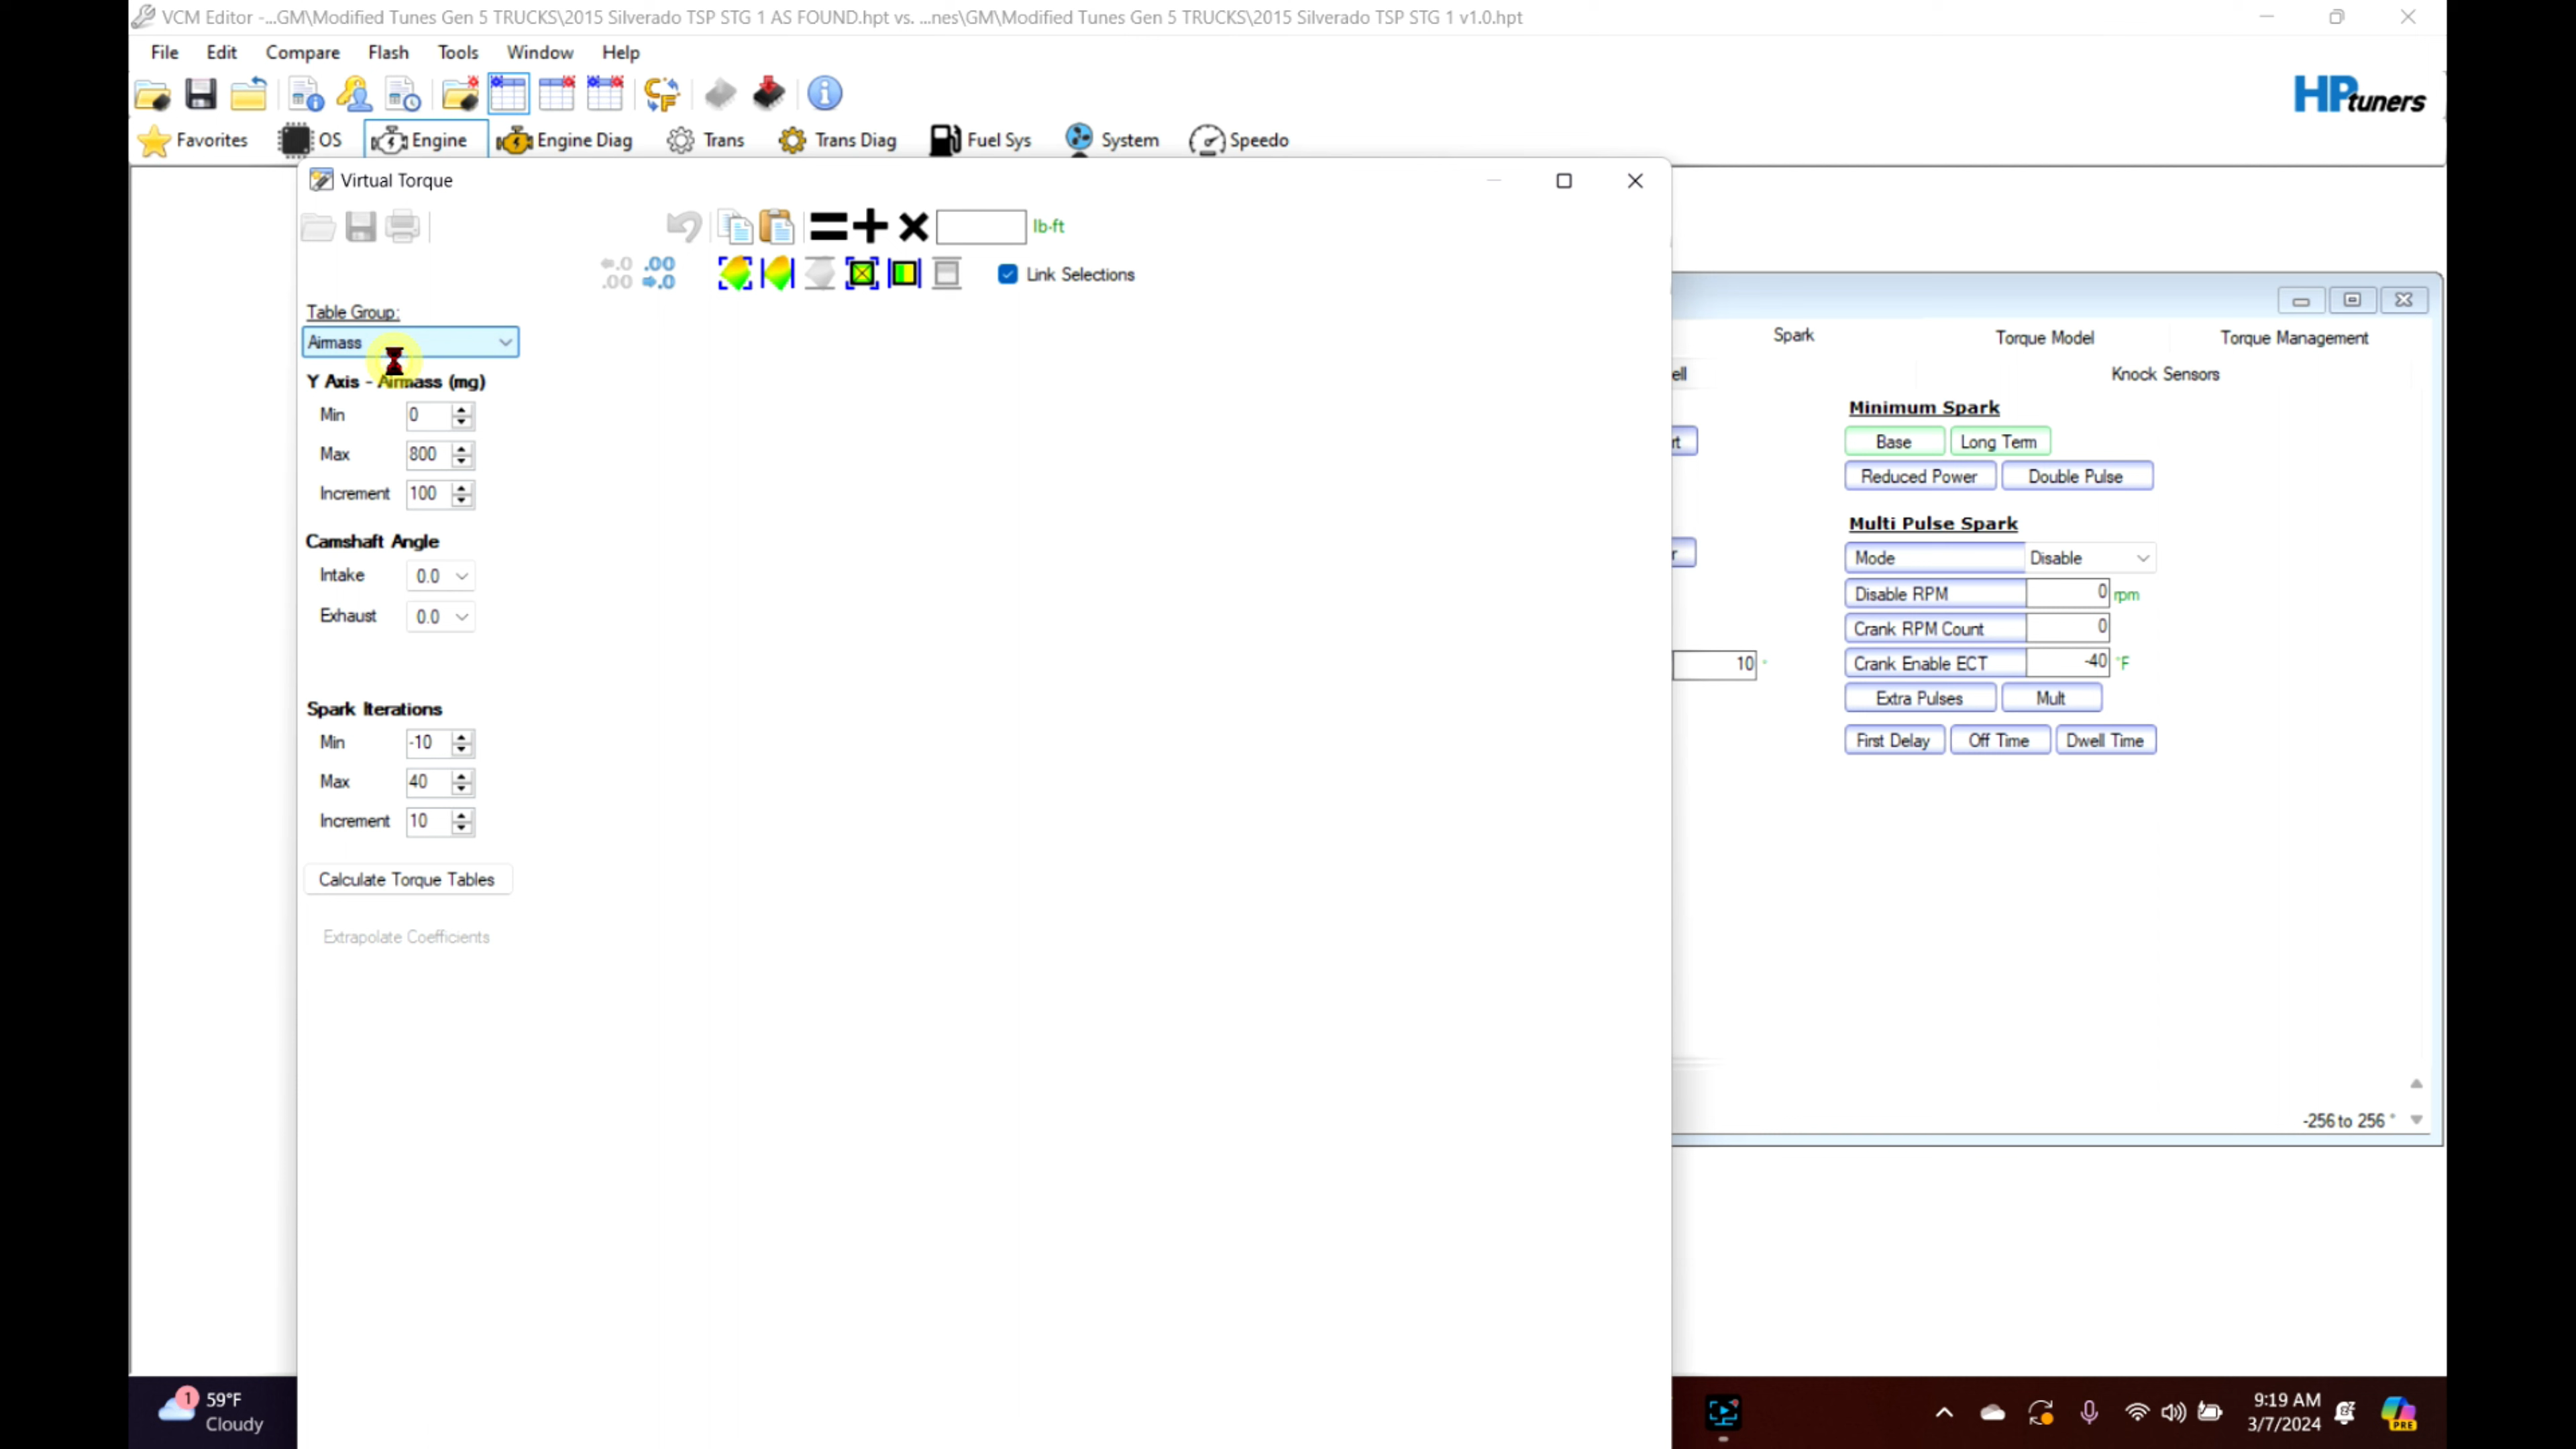 VCM Editor -...GM\Modified Tunes Gen 5 TRUCKS\2015 Silverado TSP STG 1 AS FOUND.hpt vs. ...nes\GM\Modified Tunes Gen 5 TRUCKS\2015 Silverado TSP STG 1 v1.0.hpt
File Edit Compare Flash Tools Window Help
HPtuners
Favorites OS Engine Engine Diag Trans Trans Diag Fuel Sys System Speedo
Virtual Torque
lb-ft
Link Selections
Table Group:
Airmass
Y Axis - Airmass (mg)
Min 0
Max 800
Increment 100
Camshaft Angle
Intake 0.0
Exhaust 0.0
Spark Iterations
Min -10
Max 40
Increment 10
Calculate Torque Tables
Extrapolate Coefficients
Spark Torque Model Torque Management
ell Knock Sensors
Minimum Spark
rt Base Long Term
Reduced Power Double Pulse
Multi Pulse Spark
r Mode Disable
Disable RPM 0 rpm
Crank RPM Count 0
10 ° Crank Enable ECT -40 °F
Extra Pulses Mult
First Delay Off Time Dwell Time
-256 to 256 °
1 59°F
Cloudy
9:19 AM
3/7/2024
PRE